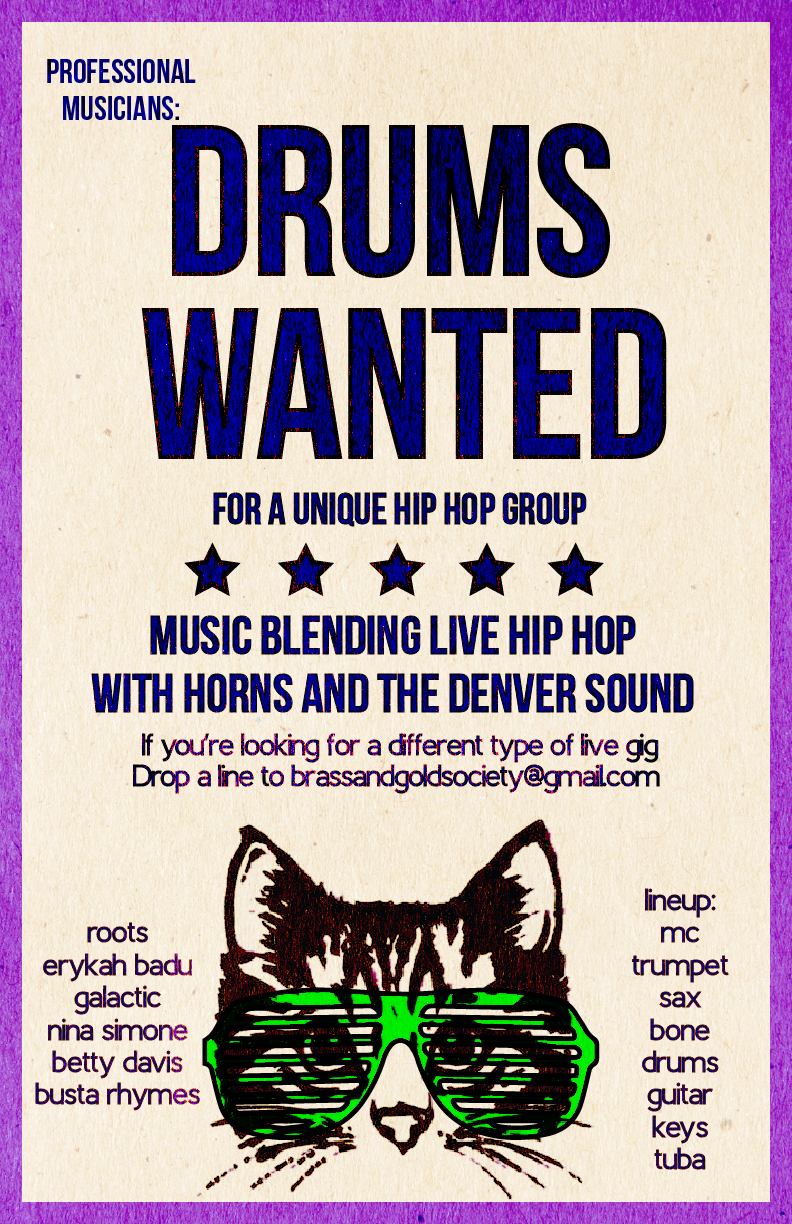 PROFESSIONAL
MUSICIANS:
DRUMS
WANTED
FOR A UNIQUE HIP HOP GROUP
MUSIC BLENDING LIVE HIP HOP
WITH HORNS AND THE DENVER SOUND
If you're looking for a different type of live gig
Drop a line to brassandgoldsociety@gmail.com
roots
erykah badu
galactic
nina simone
betty davis
busta rhymes
lineup:
mc
trumpet
sax
bone
drums
guitar
keys
tuba